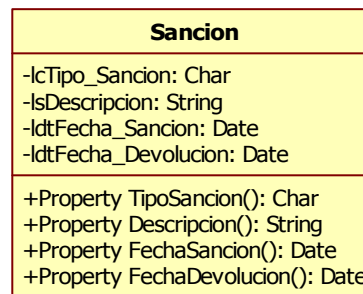 Sancion
-lcTipo_Sancion: Char
-lsDescripcion: String
-ldtFecha_Sancion: Date
-ldtFecha_Devolucion: Date
+Property TipoSancion(): Char
+Property Descripcion(): String
+Property FechaSancion(): Date
+Property FechaDevolucion(): Date